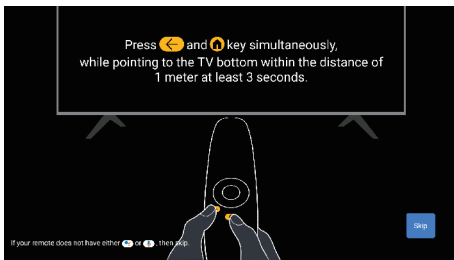 Press and key simultaneously,
while pointing to the TV bottom within the distance of
1 meter at least 3 seconds.
Skip
If your remote does not have either or , then skip.